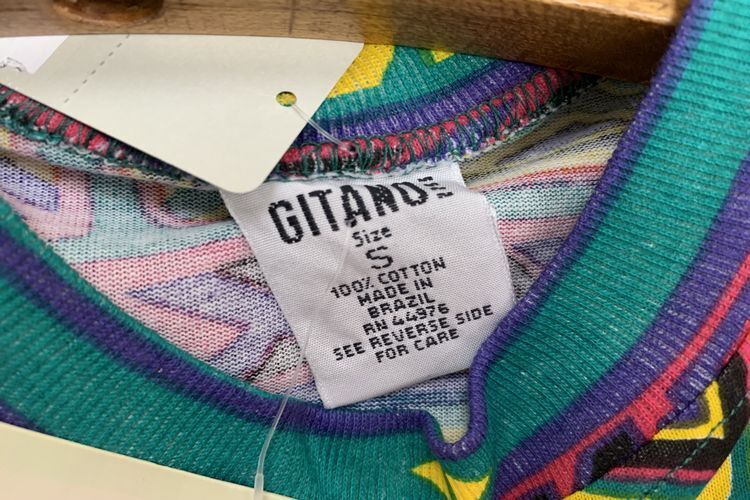 GITANO
Size
S
100% COTTON
MADE IN
BRAZIL
RN 44976
SEE REVERSE SIDE
FOR CARE